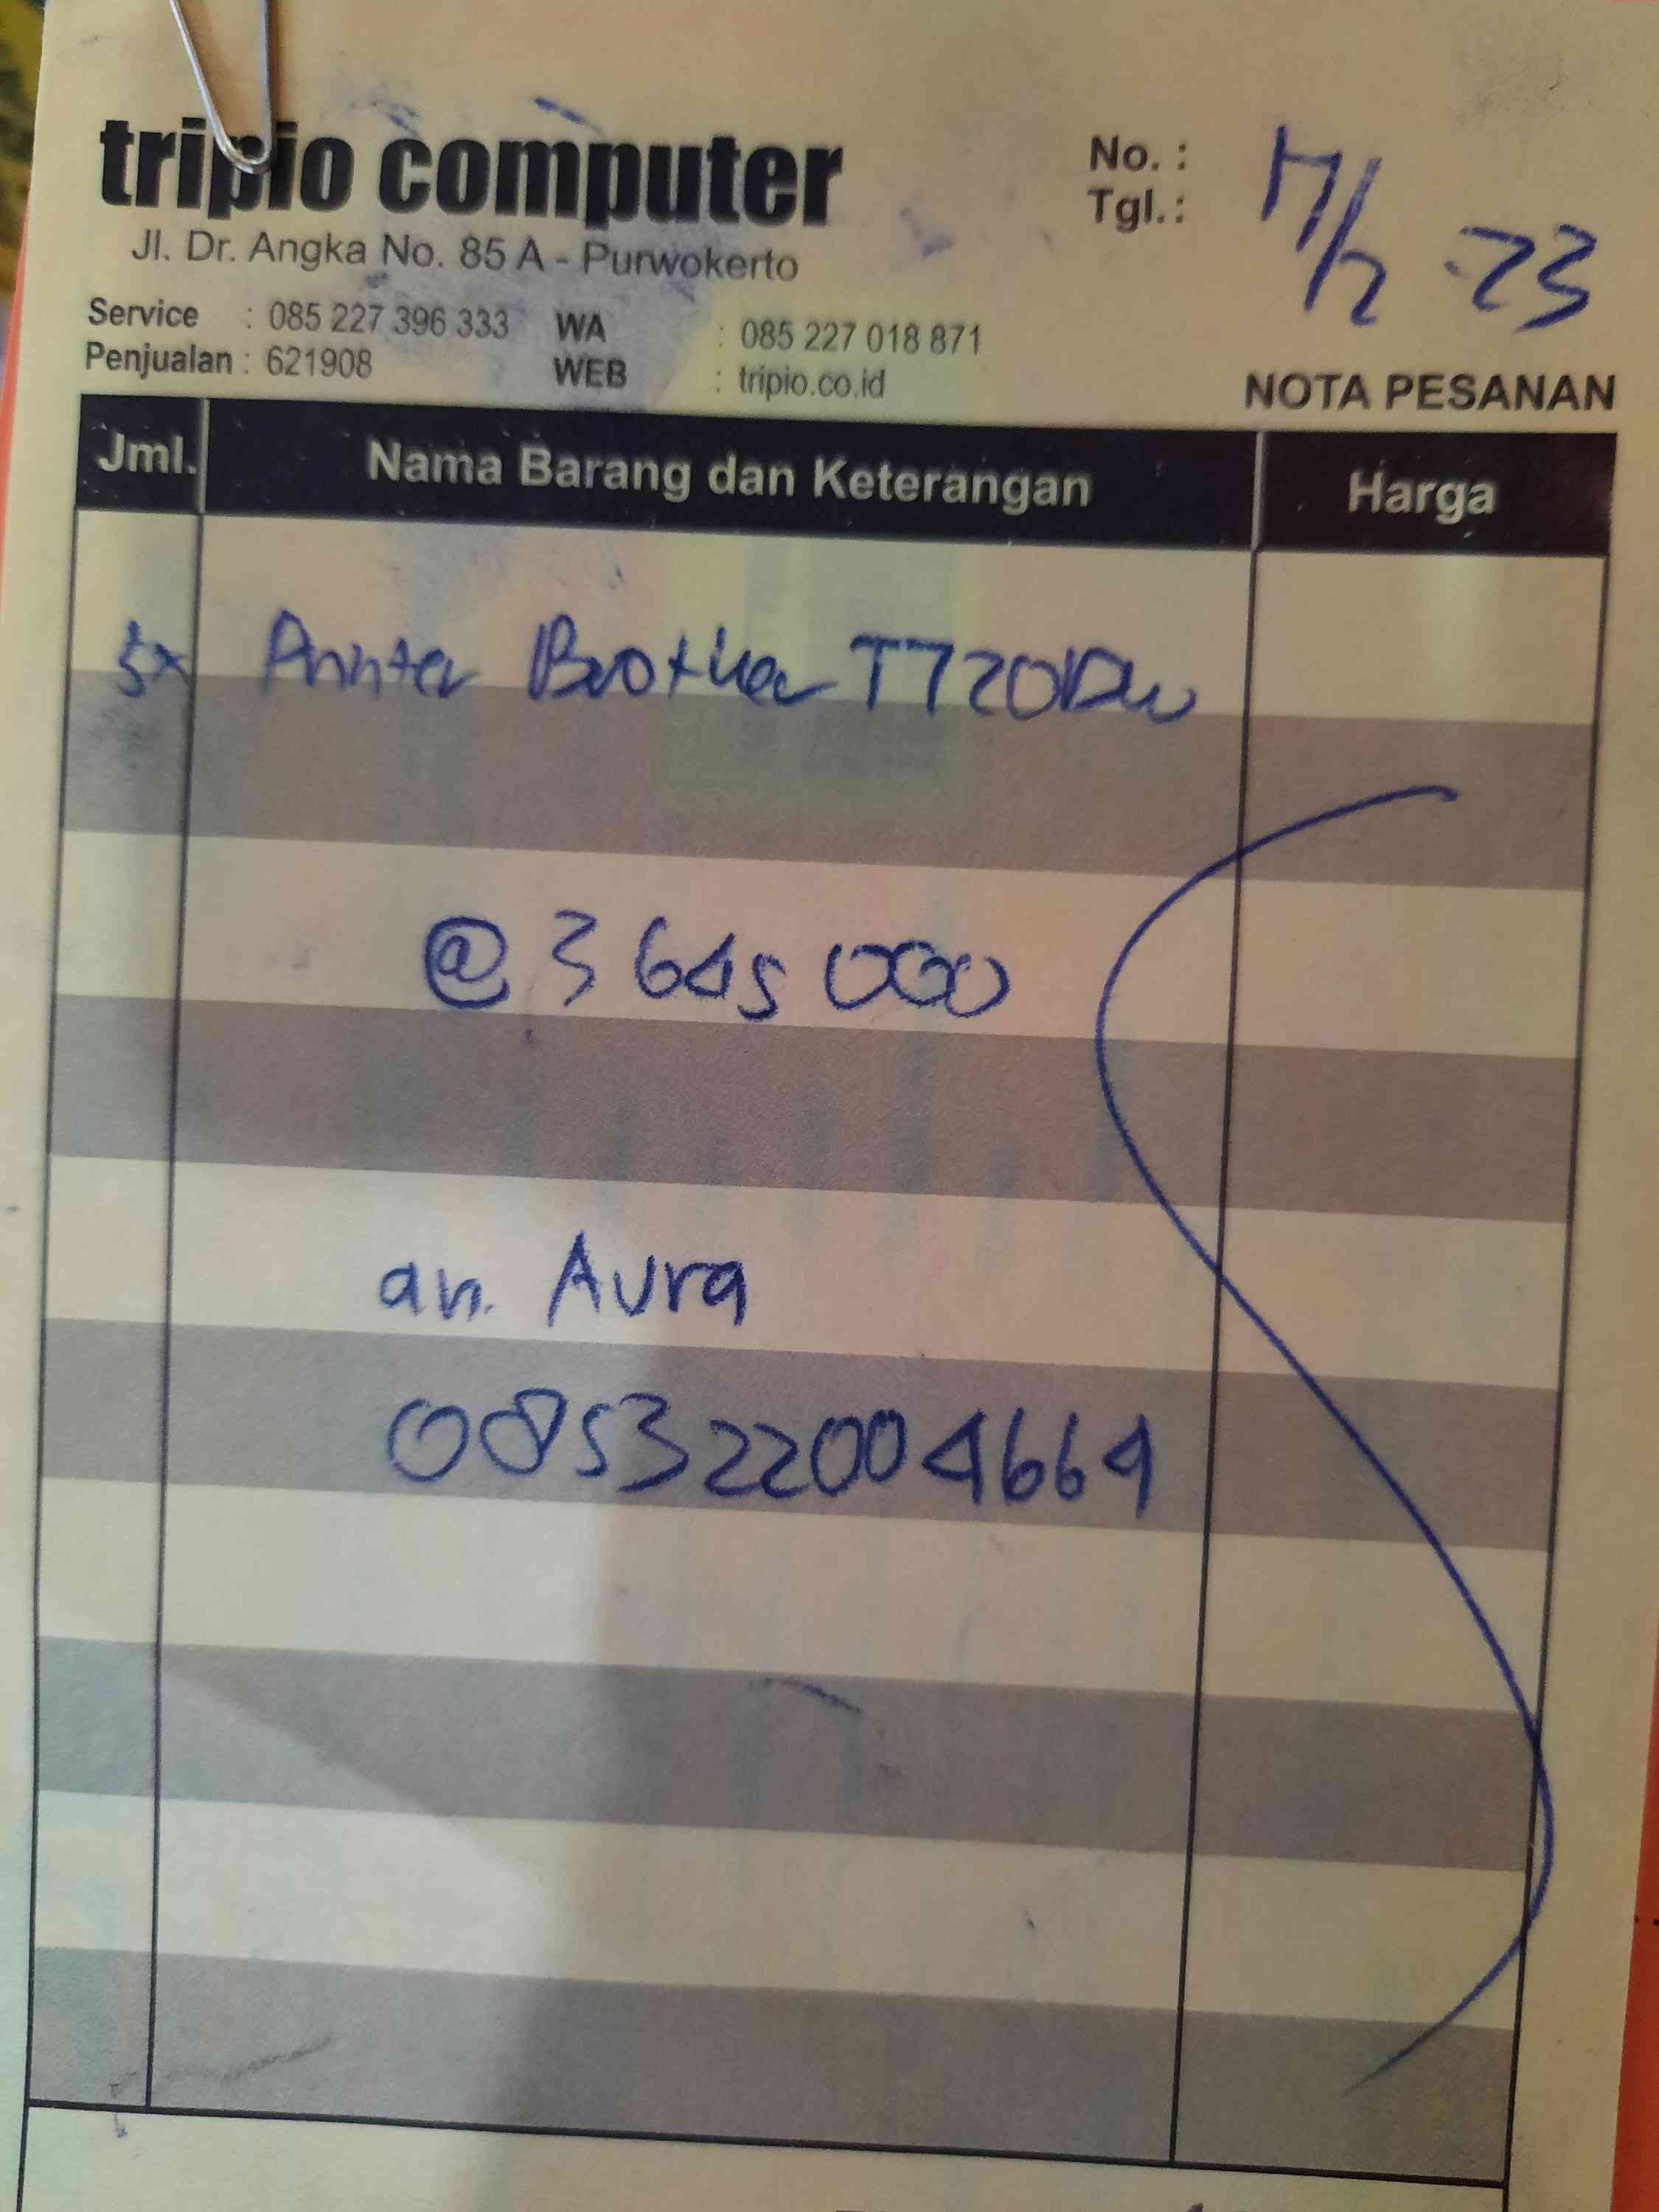 tripio computer
Jl. Dr. Angka No. 85 A - Purwokerto
No. :
Tgl. : 17/2 -23
Service : 085 227 396 333 WA : 085 227 018 871
Penjualan : 621908 WEB : tripio.co.id
NOTA PESANAN
Jml. Nama Barang dan Keterangan Harga
5x Printer Brother T720DW
@ 3 645 000
an. Aura
085322004664